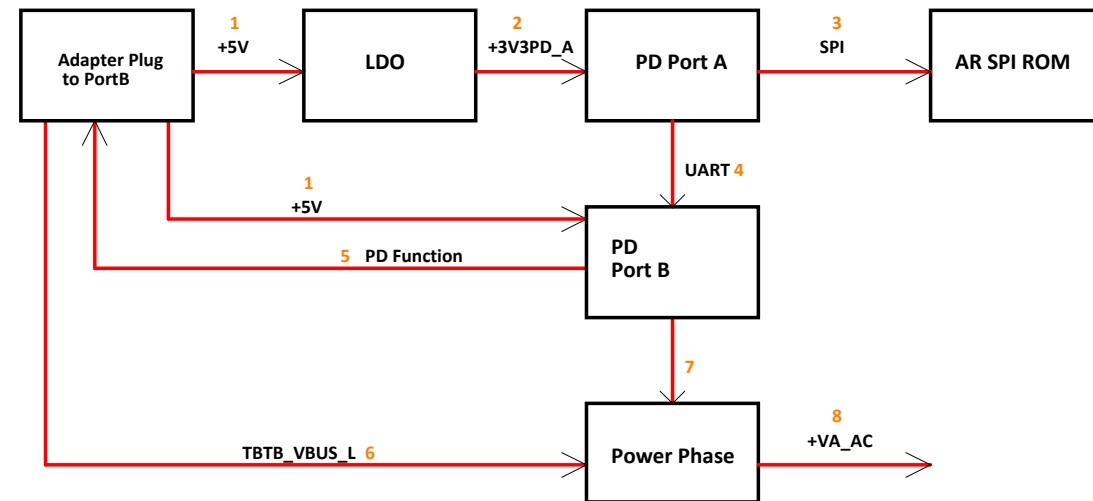 1
+5V
2
+3V3PD_A
3
SPI
Adapter Plug
to PortB
LDO
PD Port A
AR SPI ROM
UART 4
1
+5V
5 PD Function
PD
Port B
7
TBTB_VBUS_L 6
Power Phase
8
+VA_AC